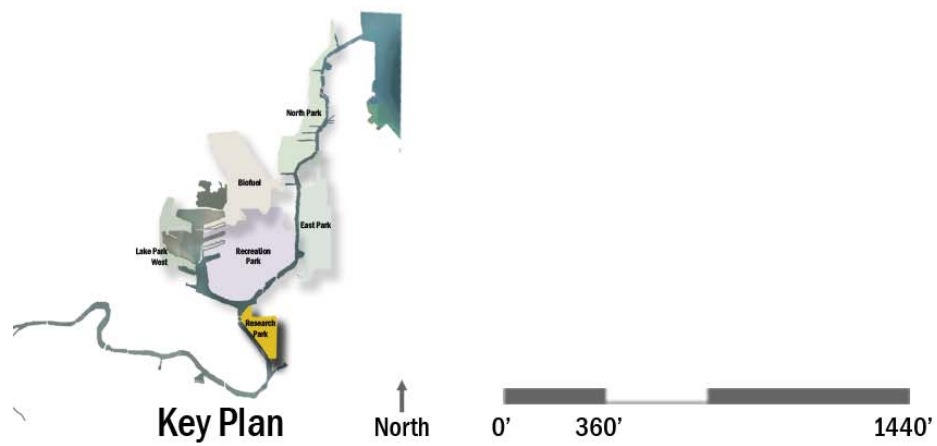 North Park
Biofuel
East Park
Lake Park
West
Recreation
Park
Research
Park
Key Plan
North
0'
360'
1440'